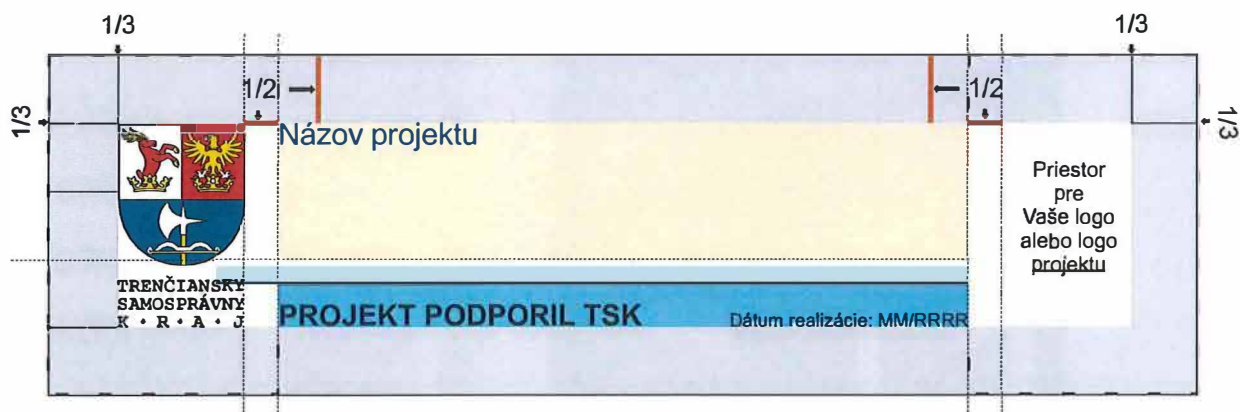 1/3
1/3
1/2
1/2
1/3
1/3
Názov projektu
Priestor
pre
Vaše logo
alebo logo
projektu
TRENČIANSKY
SAMOSPRÁVNY
K · R · A · J
PROJEKT PODPORIL TSK
Dátum realizácie: MM/RRRR